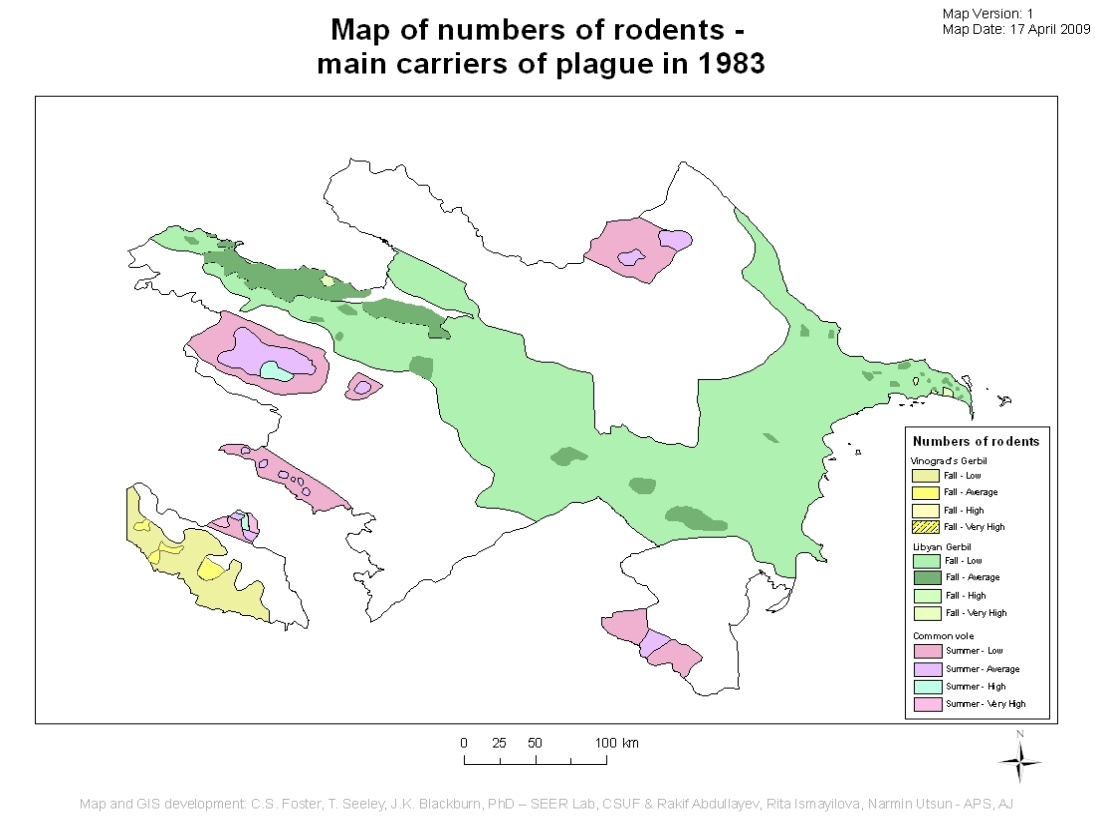 Map of numbers of rodents -
main carriers of plague in 1983
Map Version: 1
Map Date: 17 April 2009
Numbers of rodents
Vinograd's Gerbil
Fall - Low
Fall - Average
Fall - High
Fall - Very High
Libyan Gerbil
Fall - Low
Fall - Average
Fall - High
Fall - Very High
Common vole
Summer - Low
Summer - Average
Summer - High
Summer - Very High
0 25 50 100 km
N
Map and GIS development: C.S. Foster, T. Seeley, J.K. Blackburn, PhD – SEER Lab, CSUF & Rakif Abdullayev, Rita Ismayilova, Narmin Utsun - APS, AJ